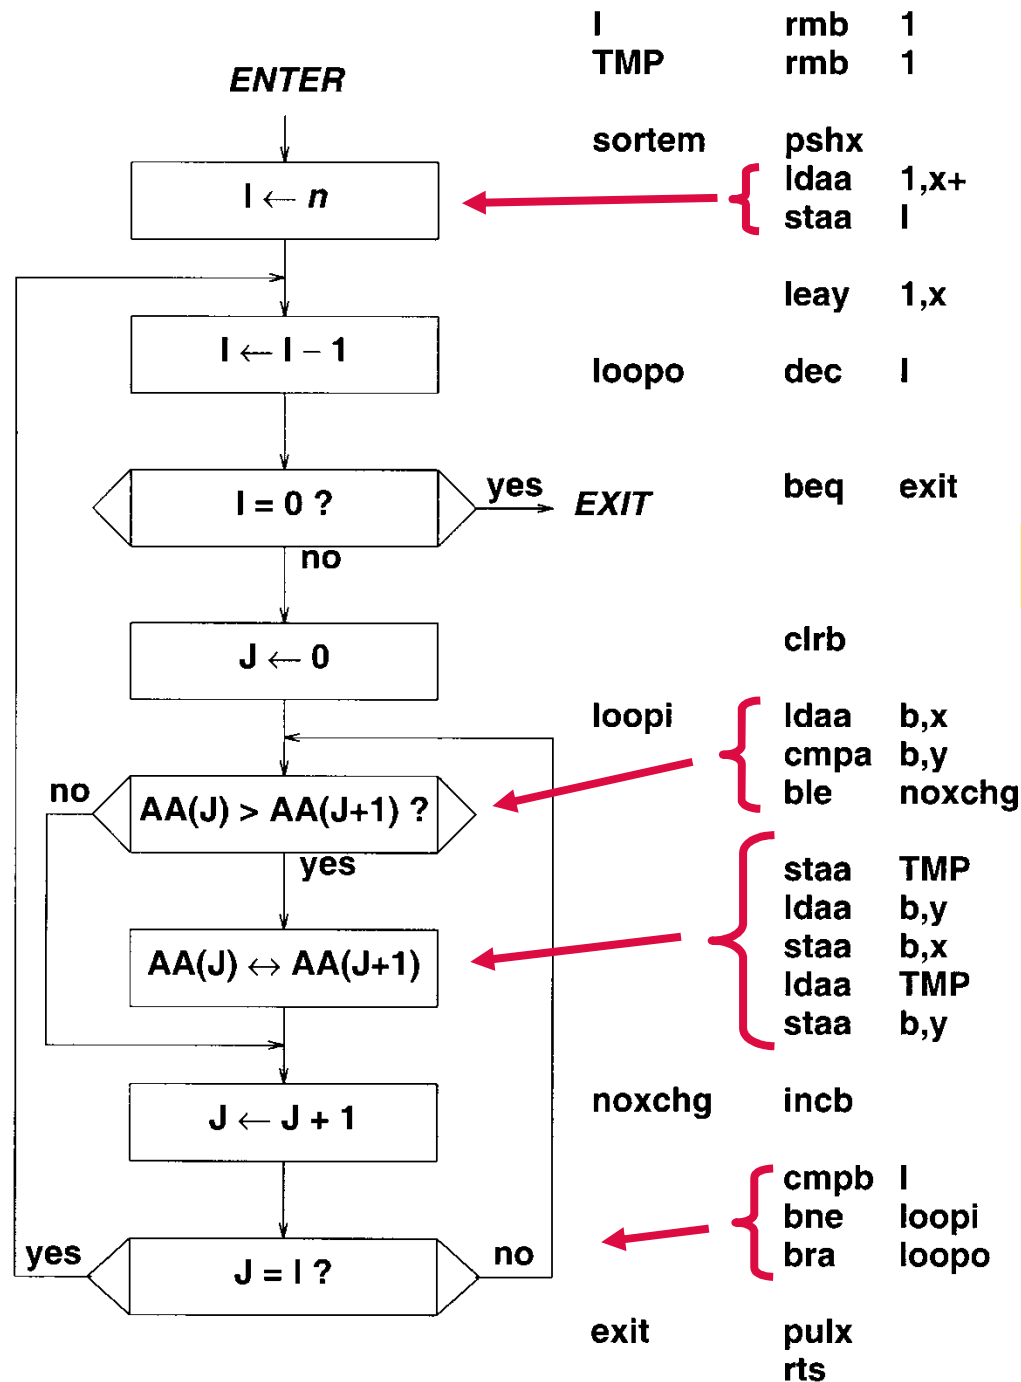 ENTER
I ← n
I ← I – 1
I = 0 ?
yes
EXIT
no
J ← 0
no
AA(J) > AA(J+1) ?
yes
AA(J) ↔ AA(J+1)
J ← J + 1
yes
J = I ?
no
I rmb 1
TMP rmb 1
sortem pshx
ldaa 1,x+
staa I
leay 1,x
loopo dec I
beq exit
clrb
loopi ldaa b,x
cmpa b,y
ble noxchg
staa TMP
ldaa b,y
staa b,x
ldaa TMP
staa b,y
noxchg incb
cmpb I
bne loopi
bra loopo
exit pulx
rts